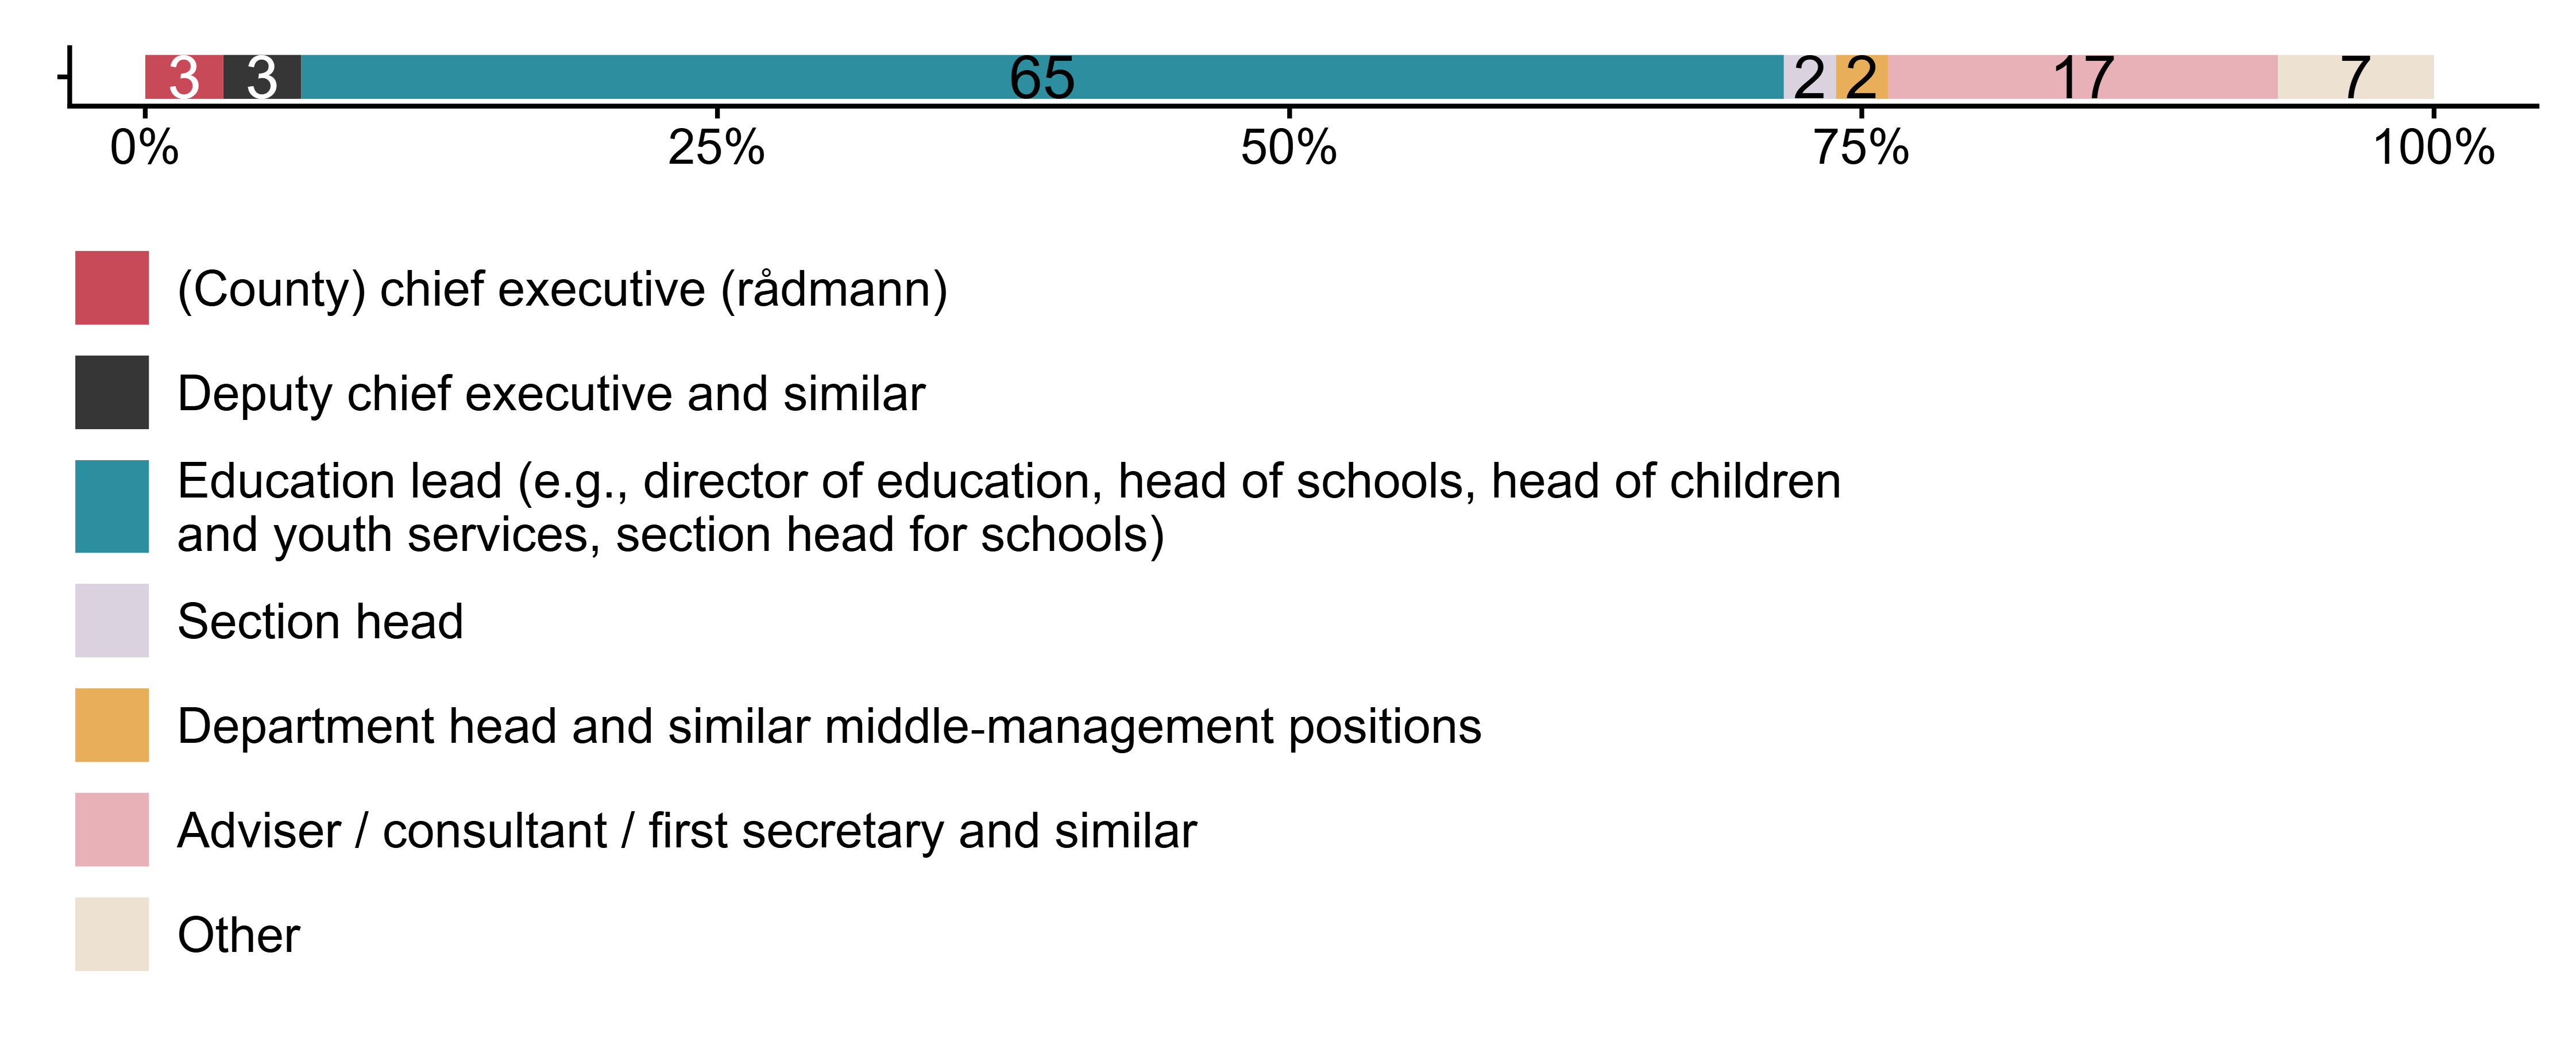 3 3 65 2 2 17 7
0% 25% 50% 75% 100%
(County) chief executive (rådmann)
Deputy chief executive and similar
Education lead (e.g., director of education, head of schools, head of children
and youth services, section head for schools)
Section head
Department head and similar middle-management positions
Adviser / consultant / first secretary and similar
Other